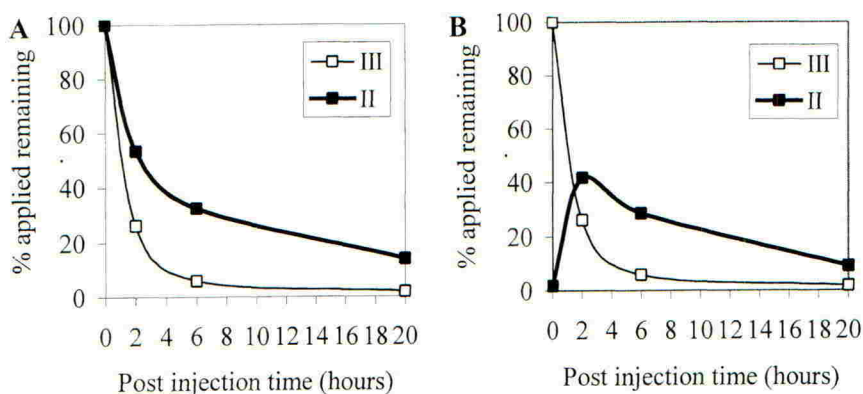 A
% applied remaining
100
80
60
40
20
0
III
II
0 2 4 6 8 10 12 14 16 18 20
Post injection time (hours)
B
% applied remaining
100
80
60
40
20
0
III
II
0 2 4 6 8 10 12 14 16 18 20
Post injection time (hours)